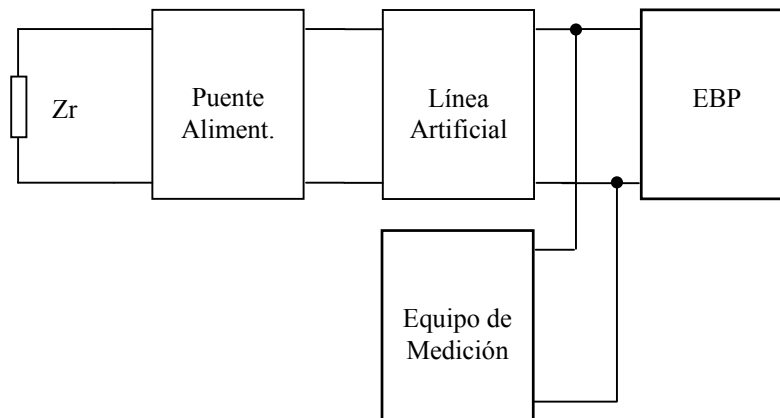 Zr
Puente
Aliment.
Línea
Artificial
EBP
Equipo de
Medición